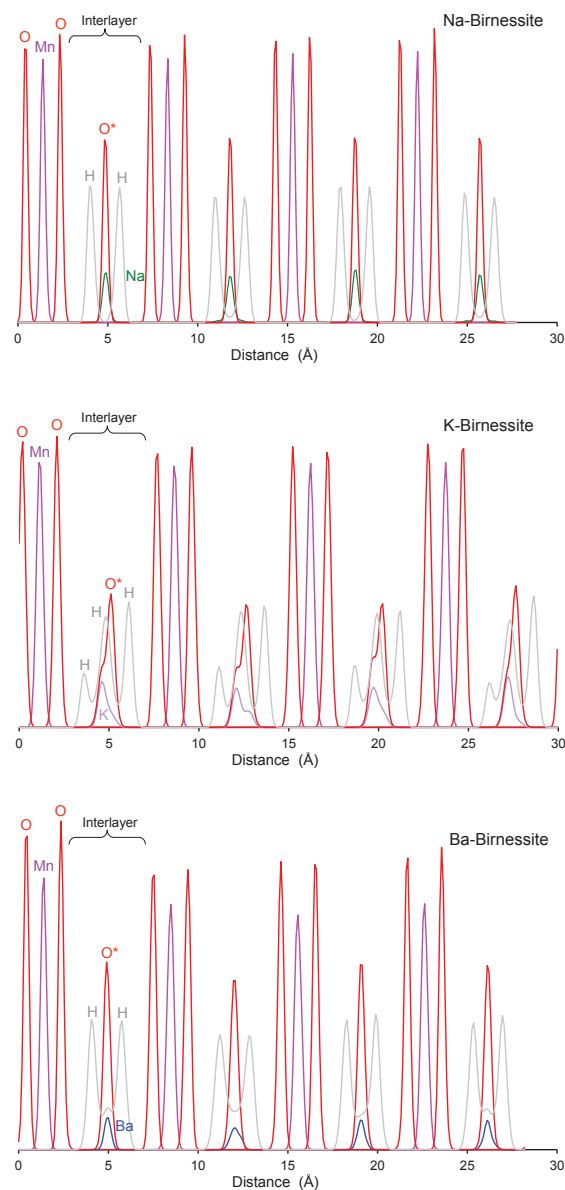 Na-Birnessite
Interlayer
O
O
Mn
O*
H
H
Na
0
5
10
15
20
25
30
Distance (Å)
K-Birnessite
Interlayer
O
O
Mn
O*
H
H
H
K
0
5
10
15
20
25
30
Distance (Å)
Ba-Birnessite
Interlayer
O
O
Mn
O*
H
H
Ba
0
5
10
15
20
25
30
Distance (Å)